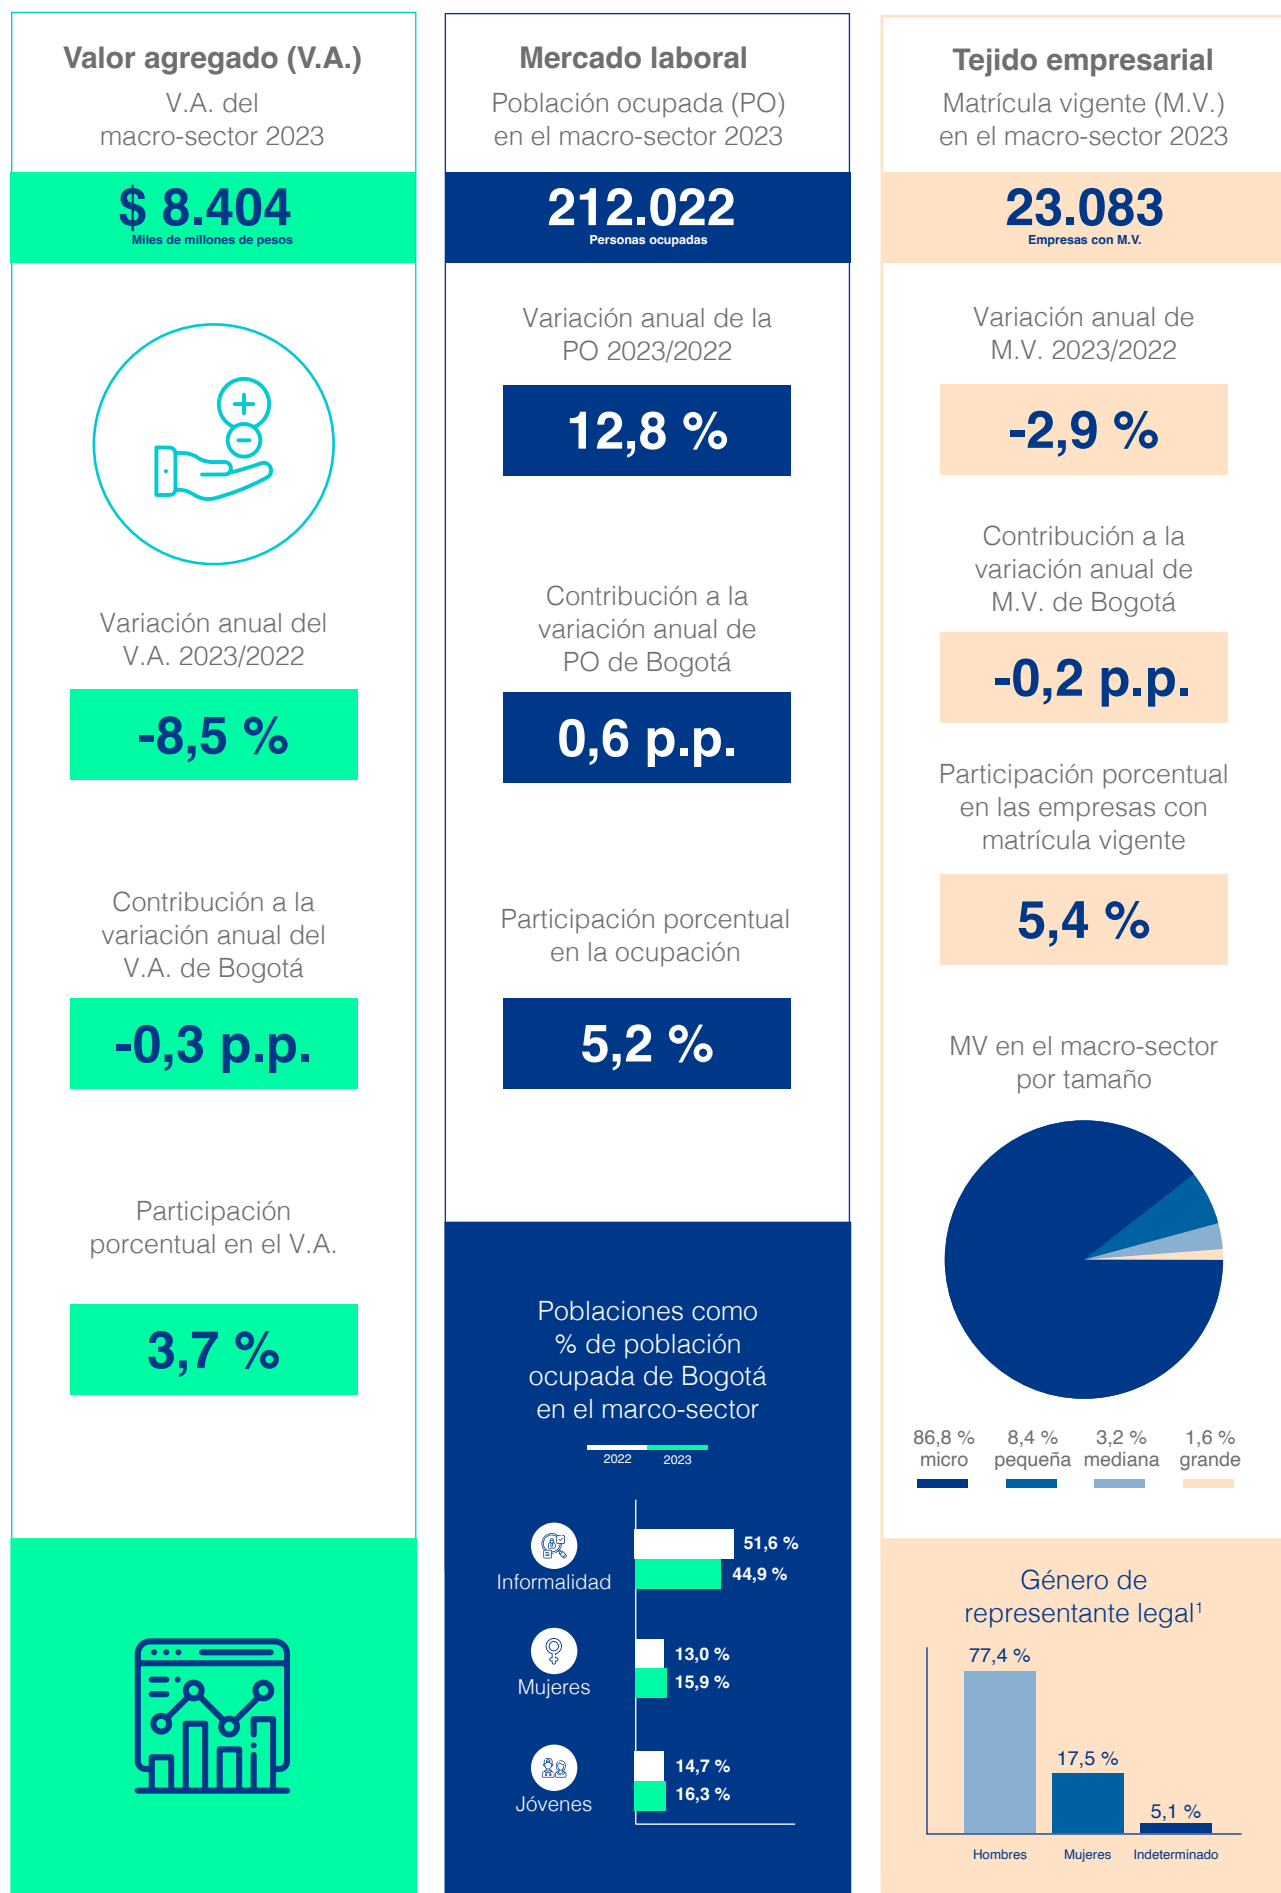 Valor agregado (V.A.)
V.A. del
macro-sector 2023
$ 8.404
Miles de millones de pesos
Variación anual del
V.A. 2023/2022
-8,5 %
Contribución a la
variación anual del
V.A. de Bogotá
-0,3 p.p.
Participación
porcentual en el V.A.
3,7 %
Mercado laboral
Población ocupada (PO)
en el macro-sector 2023
212.022
Personas ocupadas
Variación anual de la
PO 2023/2022
12,8 %
Contribución a la
variación anual de
PO de Bogotá
0,6 p.p.
Participación porcentual
en la ocupación
5,2 %
Poblaciones como
% de población
ocupada de Bogotá
en el marco-sector
2022 2023
51,6 %
44,9 %
Informalidad
13,0 %
15,9 %
Mujeres
14,7 %
16,3 %
Jóvenes
Tejido empresarial
Matrícula vigente (M.V.)
en el macro-sector 2023
23.083
Empresas con M.V.
Variación anual de
M.V. 2023/2022
-2,9 %
Contribución a la
variación anual de
M.V. de Bogotá
-0,2 p.p.
Participación porcentual
en las empresas con
matrícula vigente
5,4 %
MV en el macro-sector
por tamaño
86,8 % 8,4 % 3,2 % 1,6 %
micro pequeña mediana grande
Género de
representante legal¹
77,4 %
17,5 %
5,1 %
Hombres Mujeres Indeterminado